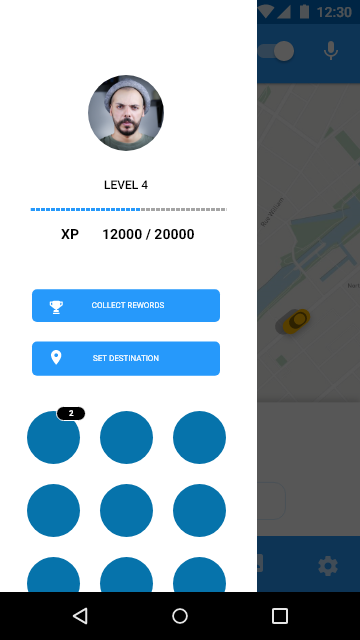 12:30
LEVEL 4
XP 12000 / 20000
COLLECT REWORDS
SET DESTINATION
2